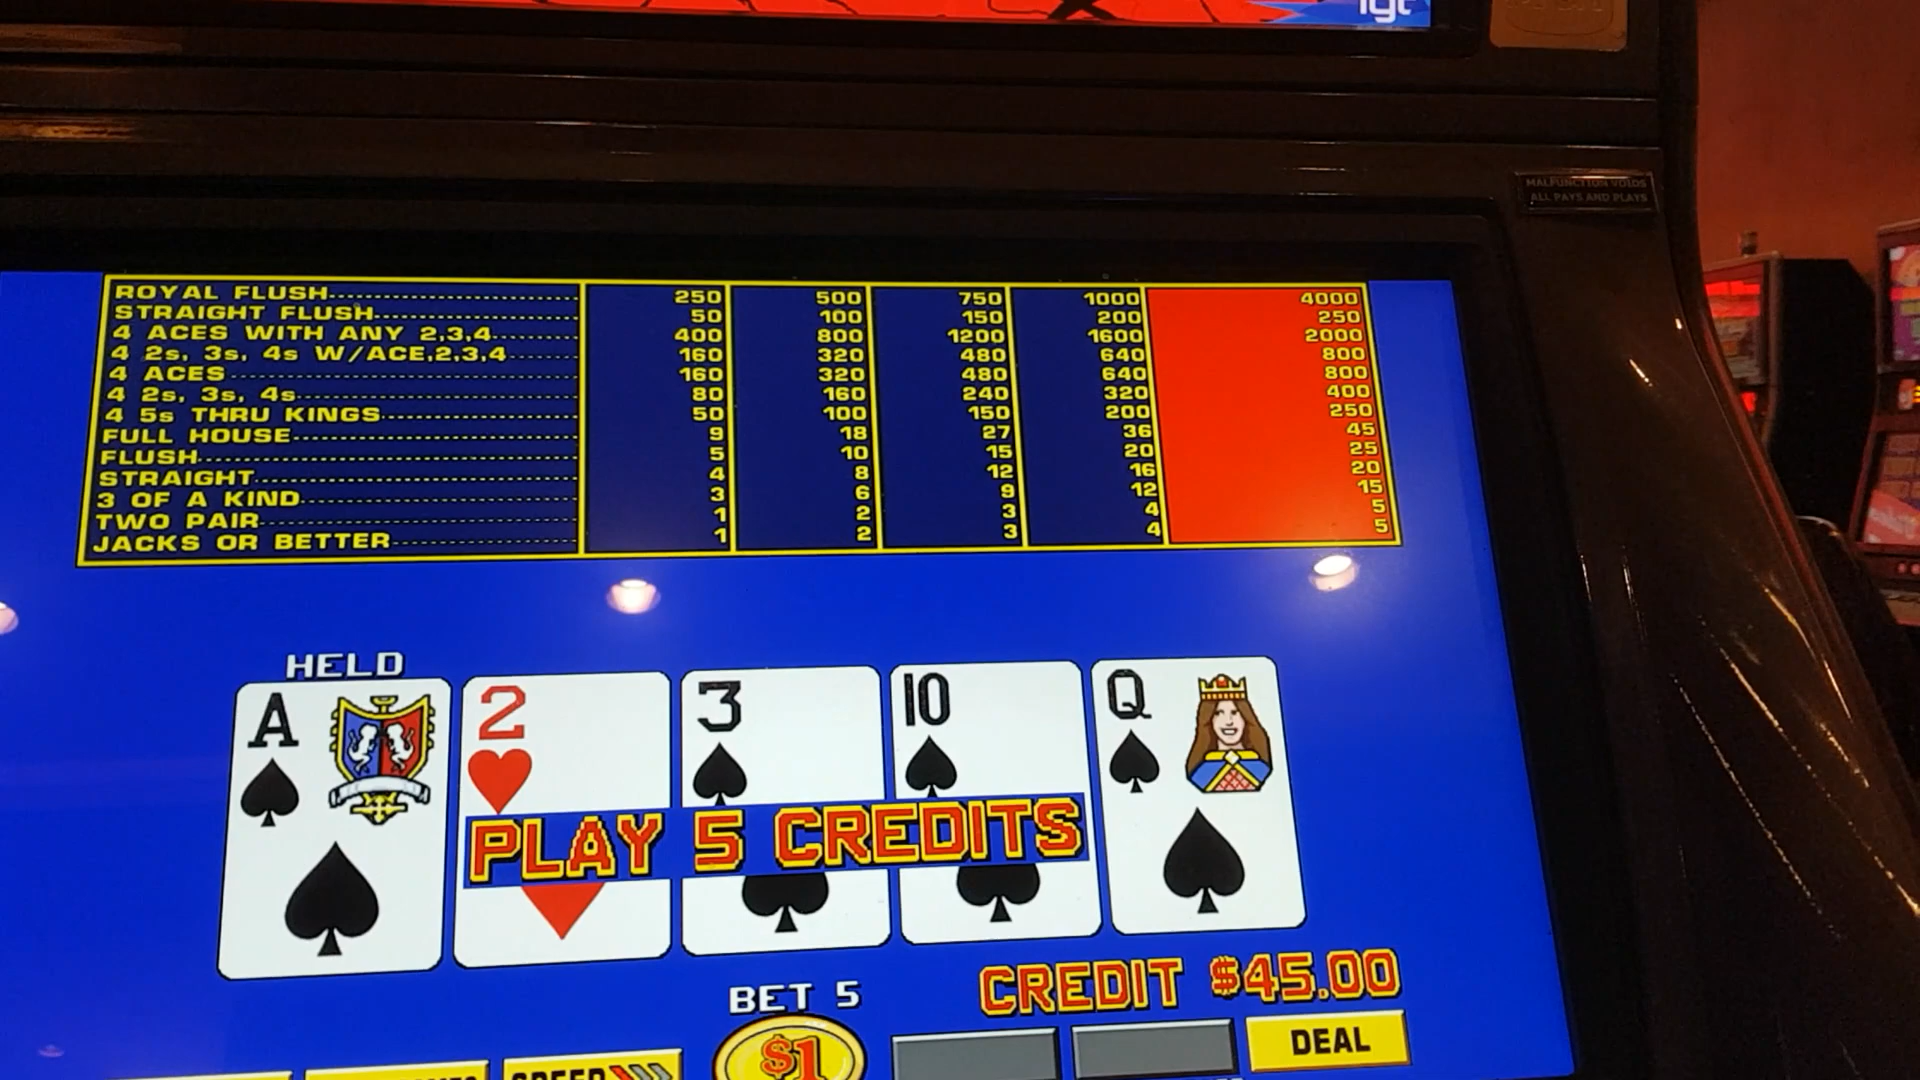 igt
MALFUNCTION VOIDS
ALL PAYS AND PLAYS
ROYAL FLUSH 250 500 750 1000 4000
STRAIGHT FLUSH 50 100 150 200 250
4 ACES WITH ANY 2,3,4 400 800 1200 1600 2000
4 2s, 3s, 4s W/ACE,2,3,4 160 320 480 640 800
4 ACES 160 320 480 640 800
4 2s, 3s, 4s 80 160 240 320 400
4 5s THRU KINGS 50 100 150 200 250
FULL HOUSE 9 18 27 36 45
FLUSH 5 10 15 20 25
STRAIGHT 4 8 12 16 20
3 OF A KIND 3 6 9 12 15
TWO PAIR 1 2 3 4 5
JACKS OR BETTER 1 2 3 4 5
HELD
A 2 3 10 Q
PLAY 5 CREDITS
BET 5
CREDIT $45.00
SPEED
$1
DEAL